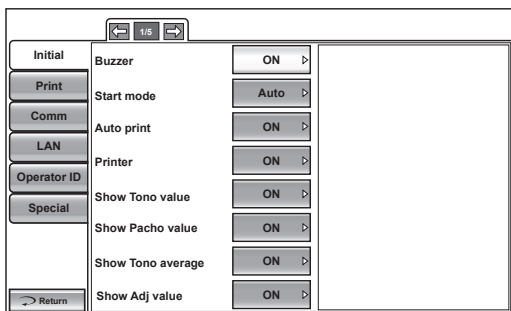 1/5
Initial
Print
Comm
LAN
Operator ID
Special
Return
Buzzer ON
Start mode Auto
Auto print ON
Printer ON
Show Tono value ON
Show Pacho value ON
Show Tono average ON
Show Adj value ON